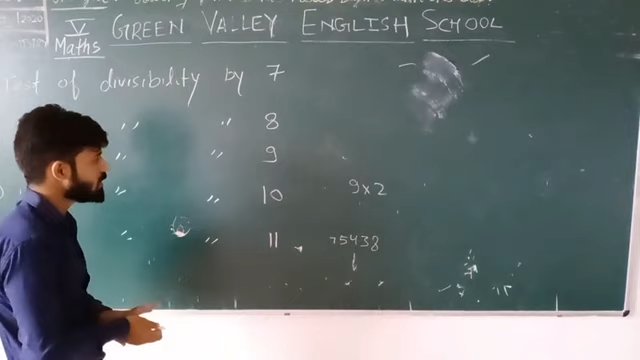 V
Maths
GREEN VALLEY ENGLISH SCHOOL
Test of divisibility by 7
" " 8
" " 9
" " 10 9x2
" " 11 75438